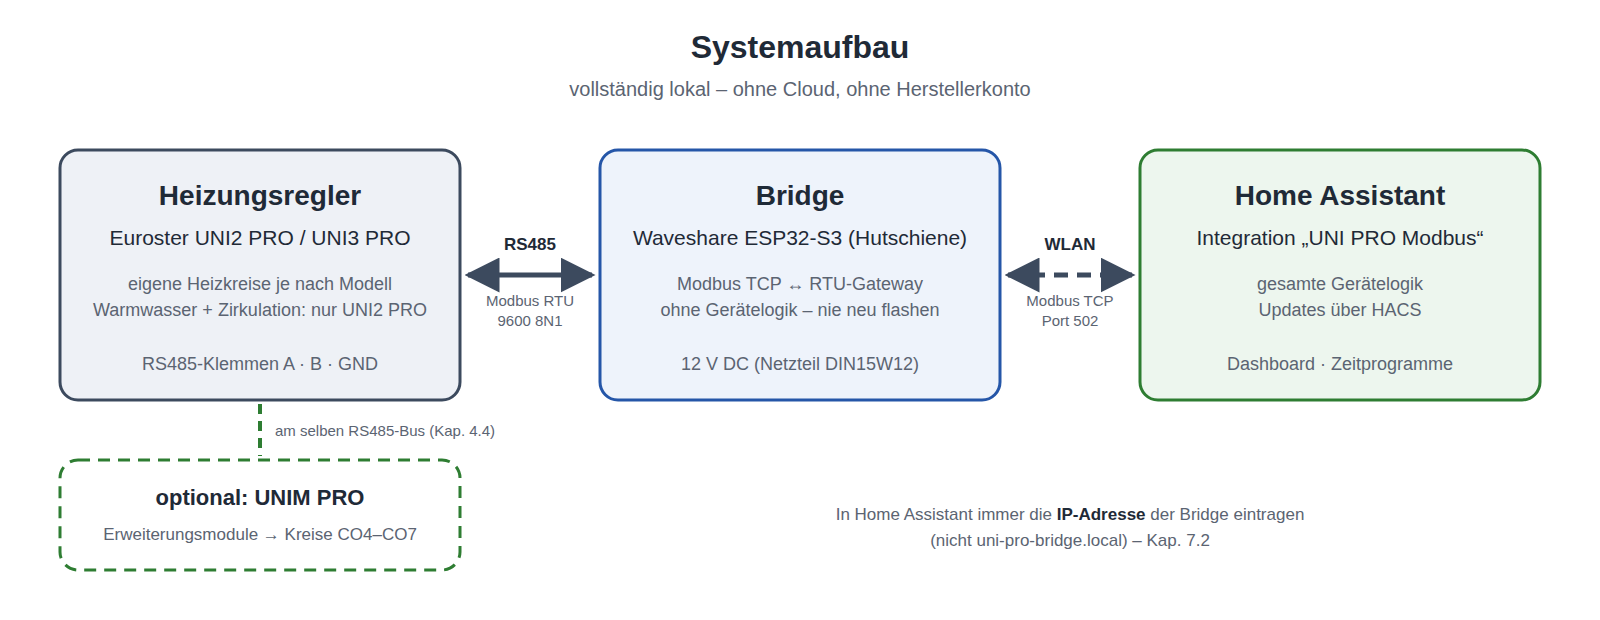 Systemaufbau
vollständig lokal – ohne Cloud, ohne Herstellerkonto
Heizungsregler
Euroster UNI2 PRO / UNI3 PRO
eigene Heizkreise je nach Modell
Warmwasser + Zirkulation: nur UNI2 PRO
RS485-Klemmen A · B · GND
RS485
Modbus RTU
9600 8N1
Bridge
Waveshare ESP32-S3 (Hutschiene)
Modbus TCP ↔ RTU-Gateway
ohne Gerätelogik – nie neu flashen
12 V DC (Netzteil DIN15W12)
WLAN
Modbus TCP
Port 502
Home Assistant
Integration „UNI PRO Modbus“
gesamte Gerätelogik
Updates über HACS
Dashboard · Zeitprogramme
am selben RS485-Bus (Kap. 4.4)
optional: UNIM PRO
Erweiterungsmodule → Kreise CO4–CO7
In Home Assistant immer die IP-Adresse der Bridge eintragen
(nicht uni-pro-bridge.local) – Kap. 7.2